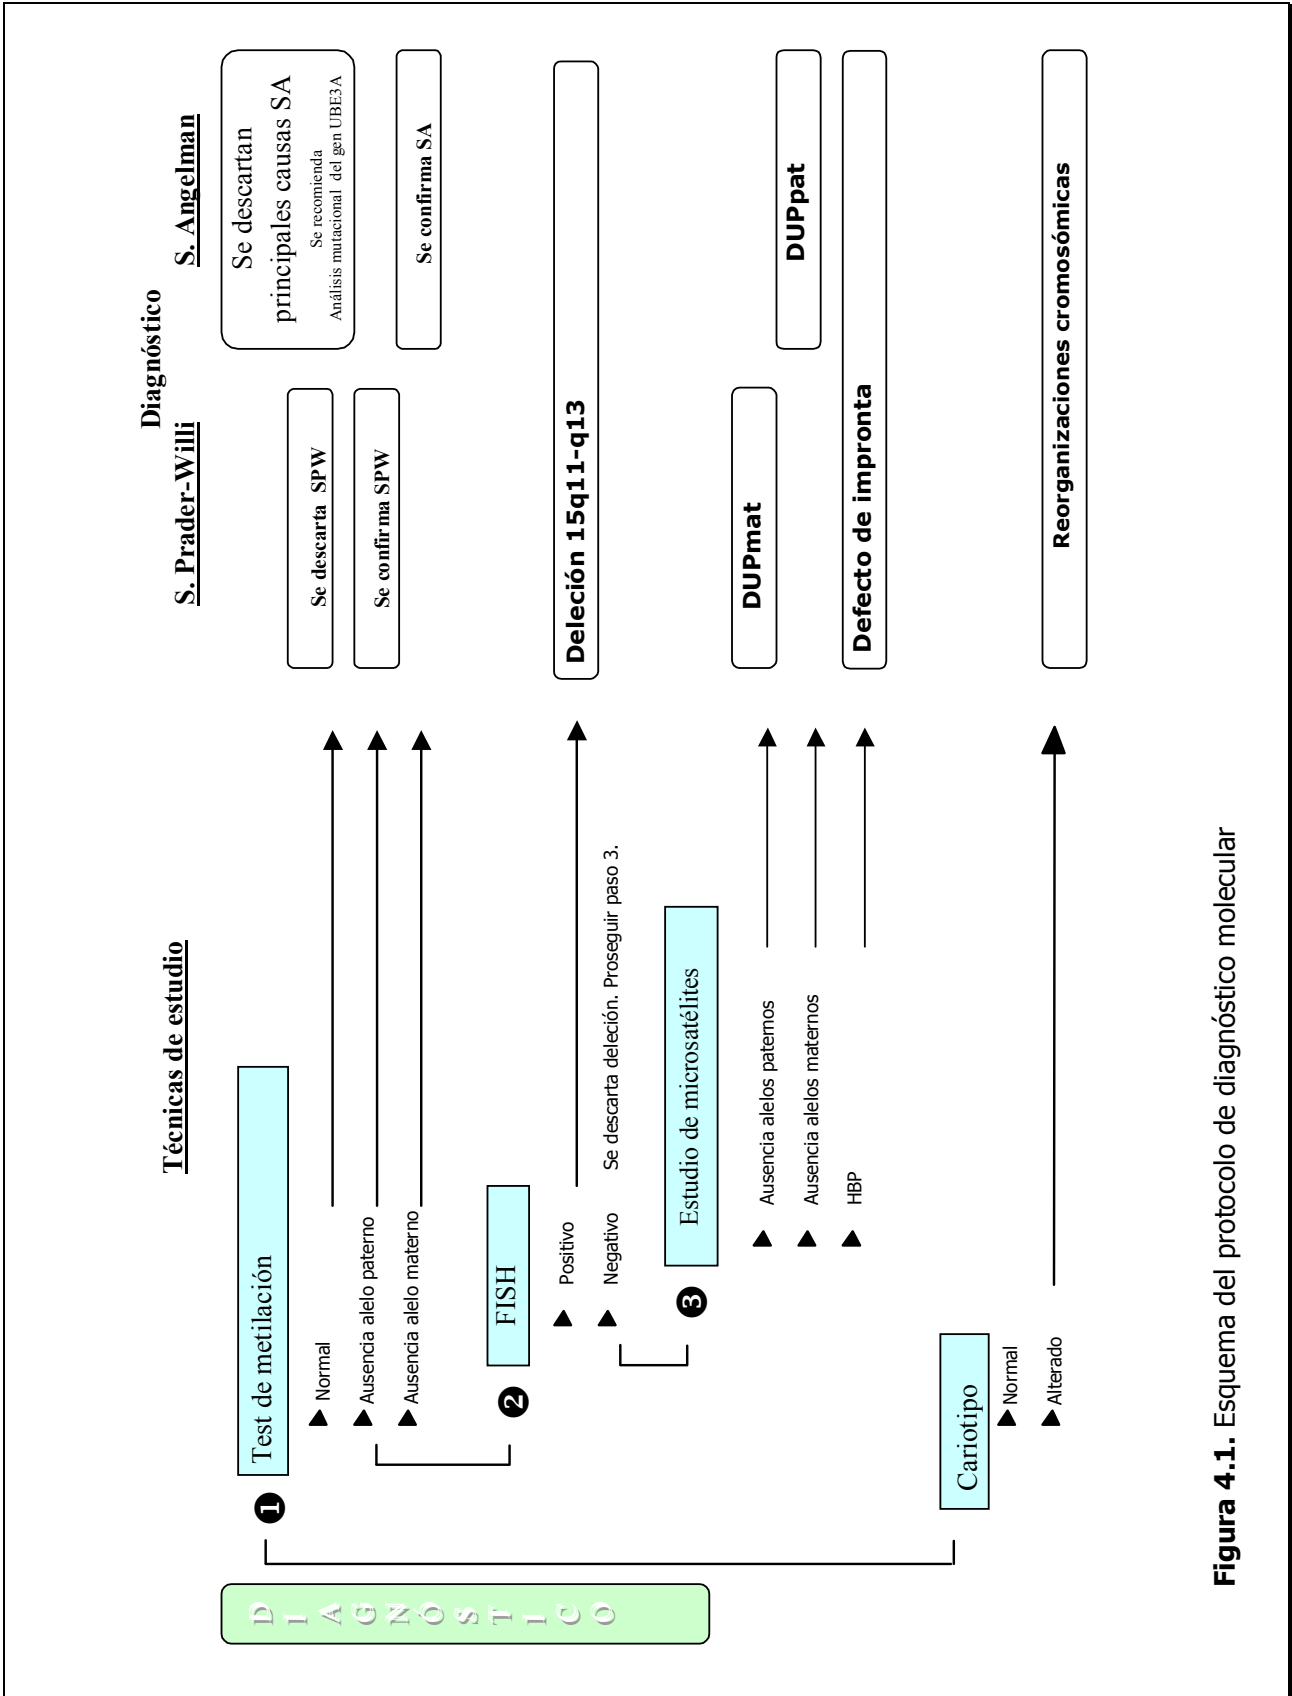 Diagnóstico
Técnicas de estudio
S. Prader-Willi
S. Angelman
DIAGNÓSTICO
❶
Test de metilación
Normal
Ausencia alelo paterno
Ausencia alelo materno
Se descarta SPW
Se confirma SPW
Se descartan
principales causas SA
Se recomienda
Análisis mutacional del gen UBE3A
Se confirma SA
❷
FISH
Positivo
Negativo
Se descarta deleción. Proseguir paso 3.
Deleción 15q11-q13
❸
Estudio de microsatélites
Ausencia alelos paternos
Ausencia alelos maternos
HBP
DUPmat
DUPpat
Defecto de impronta
Cariotipo
Normal
Alterado
Reorganizaciones cromosómicas
Figura 4.1. Esquema del protocolo de diagnóstico molecular